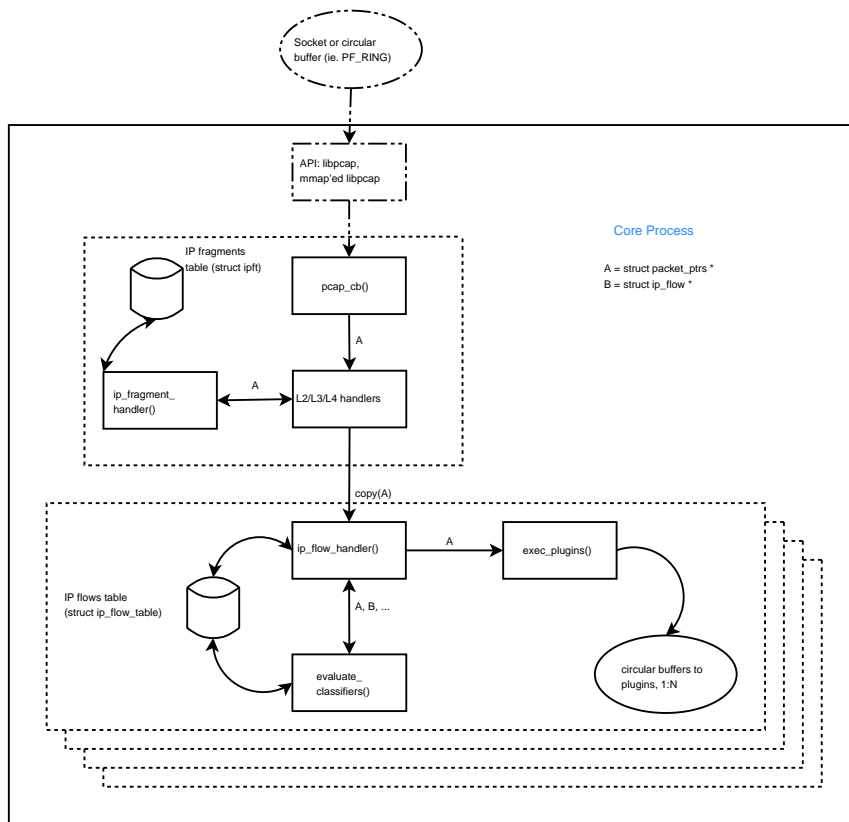 Socket or circular
buffer (ie. PF_RING)
API: libpcap,
mmap'ed libpcap
Core Process
A = struct packet_ptrs *
B = struct ip_flow *
IP fragments
table (struct ipft)
pcap_cb()
A
ip_fragment_
handler()
A
L2/L3/L4 handlers
copy(A)
ip_flow_handler()
A
exec_plugins()
IP flows table
(struct ip_flow_table)
A, B, ...
evaluate_
classifiers()
circular buffers to
plugins, 1:N